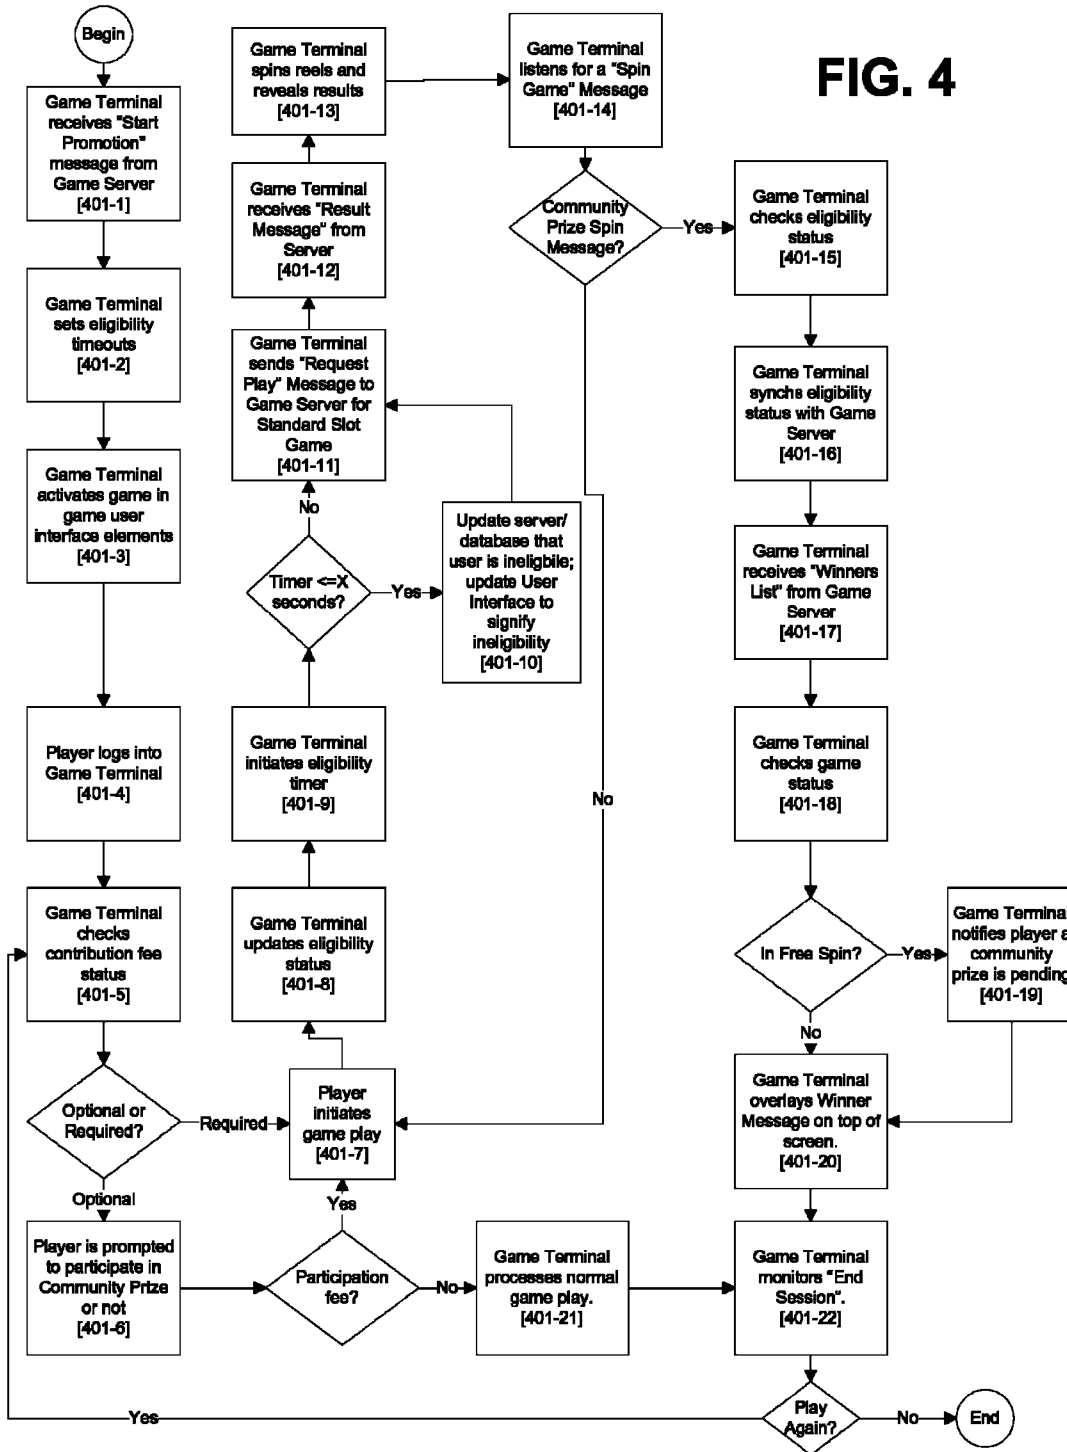 Begin
Game Terminal
receives "Start
Promotion"
message from
Game Server
[401-1]
Game Terminal
sets eligibility
timeouts
[401-2]
Game Terminal
activates game in
game user
interface elements
[401-3]
Player logs into
Game Terminal
[401-4]
Game Terminal
checks
contribution fee
status
[401-5]
Optional or
Required?
Required
Optional
Player is prompted
to participate in
Community Prize
or not
[401-6]
Participation
fee?
Yes
No
Player
initiates
game play
[401-7]
Game Terminal
updates eligibility
status
[401-8]
Game Terminal
initiates eligibility
timer
[401-9]
Timer <=X
seconds?
Yes
No
Update server/
database that
user is ineligbile;
update User
Interface to
signify
ineligibility
[401-10]
Game Terminal
sends "Request
Play" Message to
Game Server for
Standard Slot
Game
[401-11]
Game Terminal
receives "Result
Message" from
Server
[401-12]
Game Terminal
spins reels and
reveals results
[401-13]
Game Terminal
listens for a "Spin
Game" Message
[401-14]
FIG. 4
Community
Prize Spin
Message?
Yes
No
Game Terminal
checks eligibility
status
[401-15]
Game Terminal
synchs eligibility
status with Game
Server
[401-16]
Game Terminal
receives "Winners
List" from Game
Server
[401-17]
Game Terminal
checks game
status
[401-18]
In Free Spin?
Yes
No
Game Terminal
notifies player a
community
prize is pending
[401-19]
Game Terminal
overlays Winner
Message on top of
screen.
[401-20]
Game Terminal
processes normal
game play.
[401-21]
Game Terminal
monitors "End
Session".
[401-22]
Play
Again?
Yes
No
End